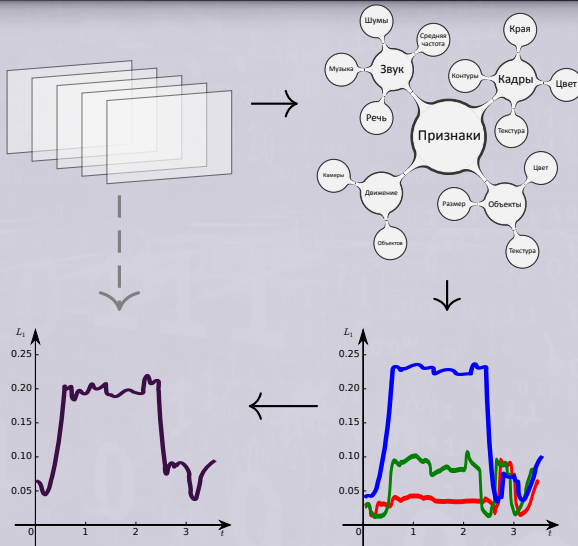 Шумы
Средняя
частота
Музыка
Звук
Речь
Края
Контуры
Кадры
Цвет
Текстура
Признаки
Камеры
Движение
Объектов
Цвет
Размер
Объекты
Текстура
L₁
0.25
0.20
0.15
0.10
0.05
0
1
2
3
t
L₁
0.25
0.20
0.15
0.10
0.05
0
1
2
3
t